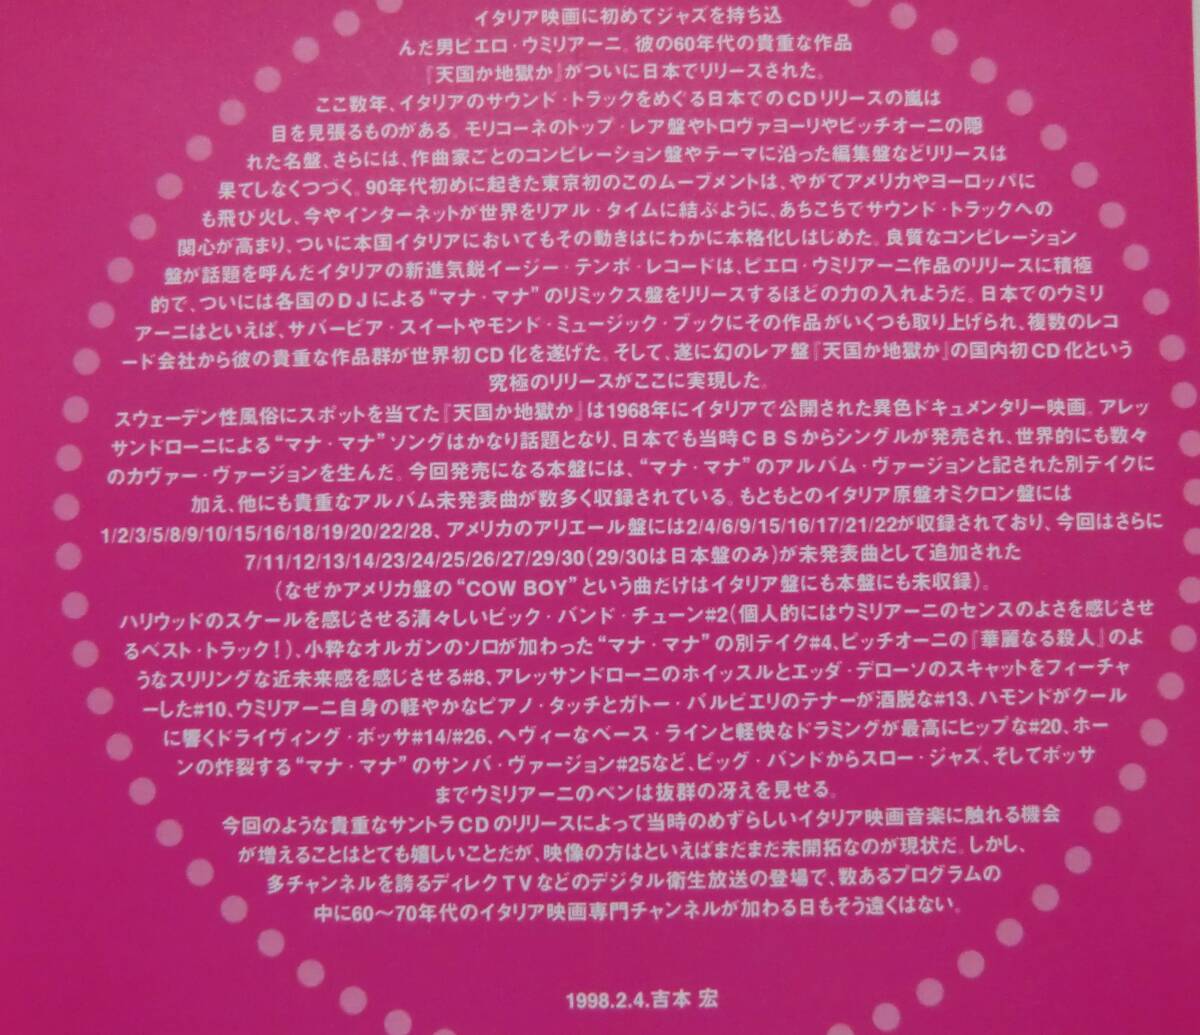 イタリア映画に初めてジャズを持ち込
んだ男ピエロ・ウミリアーニ。彼の60年代の貴重な作品
『天国か地獄か』がついに日本でリリースされた。
ここ数年、イタリアのサウンド・トラックをめぐる日本でのCDリリースの嵐は
目を見張るものがある。モリコーネのトップ・レア盤やトロヴァヨーリやピッチオーニの隠
れた名盤、さらには、作曲家ごとのコンピレーション盤やテーマに沿った編集盤などリリースは
果てしなくつづく。90年代初めに起きた東京初のこのムーブメントは、やがてアメリカやヨーロッパに
も飛び火し、今やインターネットが世界をリアル・タイムに結ぶように、あちこちでサウンド・トラックへの
関心が高まり、ついに本国イタリアにおいてもその動きはにわかに本格化しはじめた。良質なコンピレーション
盤が話題を呼んだイタリアの新進気鋭イージー・テンポ・レコードは、ピエロ・ウミリアーニ作品のリリースに積極
的で、ついには各国のDJによる“マナ・マナ”のリミックス盤をリリースするほどの力の入れようだ。日本でのウミリ
アーニはといえば、サバービア・スイートやモンド・ミュージック・ブックにその作品がいくつも取り上げられ、複数のレコ
ード会社から彼の貴重な作品群が世界初CD化を遂げた。そして、遂に幻のレア盤『天国か地獄か』の国内初CD化という
究極のリリースがここに実現した。
スウェーデン性風俗にスポットを当てた『天国か地獄か』は1968年にイタリアで公開された異色ドキュメンタリー映画。アレッ
サンドローニによる“マナ・マナ”ソングはかなり話題となり、日本でも当時CBSからシングルが発売され、世界的にも数々
のカヴァー・ヴァージョンを生んだ。今回発売になる本盤には、“マナ・マナ”のアルバム・ヴァージョンと記された別テイクに
加え、他にも貴重なアルバム未発表曲が数多く収録されている。もともとのイタリア原盤オミクロン盤には
1/2/3/5/8/9/10/15/16/18/19/20/22/28、アメリカのアリエール盤には2/4/6/9/15/16/17/21/22が収録されており、今回はさらに
7/11/12/13/14/23/24/25/26/27/29/30(29/30は日本盤のみ)が未発表曲として追加された
(なぜかアメリカ盤の“COW BOY”という曲だけはイタリア盤にも本盤にも未収録)。
ハリウッドのスケールを感じさせる清々しいビック・バンド・チューン#2(個人的にはウミリアーニのセンスのよさを感じさせ
るベスト・トラック!)、小粋なオルガンのソロが加わった“マナ・マナ”の別テイク#4、ピッチオーニの『華麗なる殺人』のよ
うなスリリングな近未来感を感じさせる#8、アレッサンドローニのホイッスルとエッダ・デローソのスキャットをフィーチャ
ーした#10、ウミリアーニ自身の軽やかなピアノ・タッチとガトー・バルビエリのテナーが洒脱な#13、ハモンドがクール
に響くドライヴィング・ボッサ#14/#26、ヘヴィーなベース・ラインと軽快なドラミングが最高にヒップな#20、ホー
ンの炸裂する“マナ・マナ”のサンバ・ヴァージョン#25など、ビッグ・バンドからスロー・ジャズ、そしてボッサ
までウミリアーニのペンは抜群の冴えを見せる。
今回のような貴重なサントラCDのリリースによって当時のめずらしいイタリア映画音楽に触れる機会
が増えることはとても嬉しいことだが、映像の方はといえばまだまだ未開拓なのが現状だ。しかし、
多チャンネルを誇るディレクTVなどのデジタル衛生放送の登場で、数あるプログラムの
中に60〜70年代のイタリア映画専門チャンネルが加わる日もそう遠くはない。
1998.2.4.吉本 宏